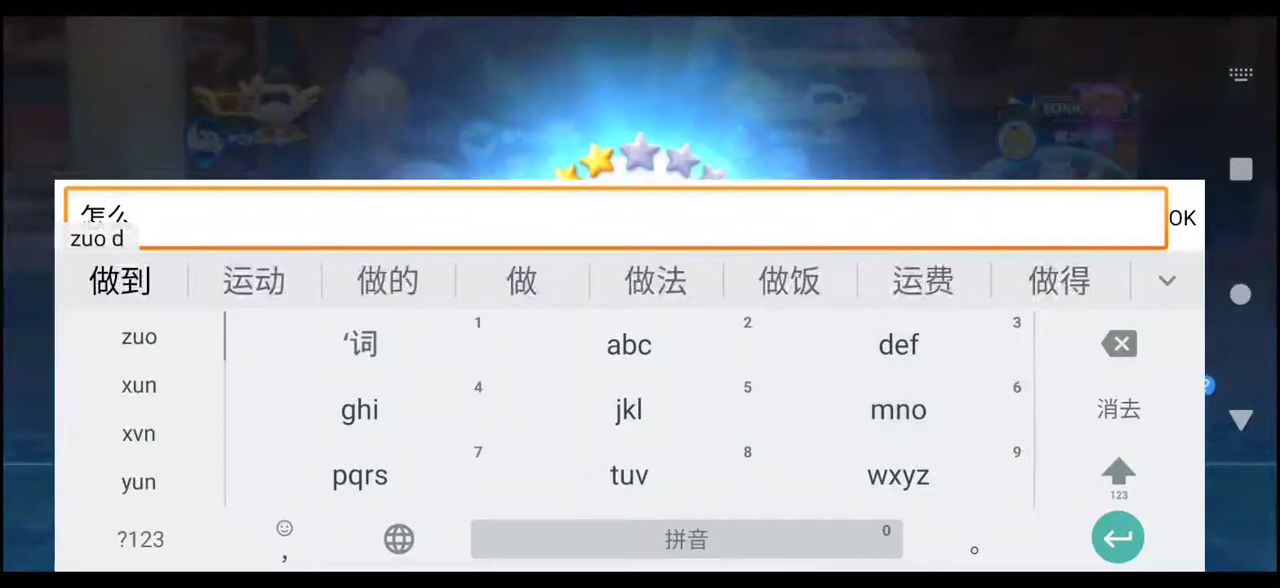 怎么
OK
zuo d
做到 运动 做的 做 做法 做饭 运费 做得
zuo
xun
xvn
yun
‘词 1 abc 2 def 3
ghi 4 jkl 5 mno 6 消去
pqrs 7 tuv 8 wxyz 9 123
?123 , 拼音 0 。